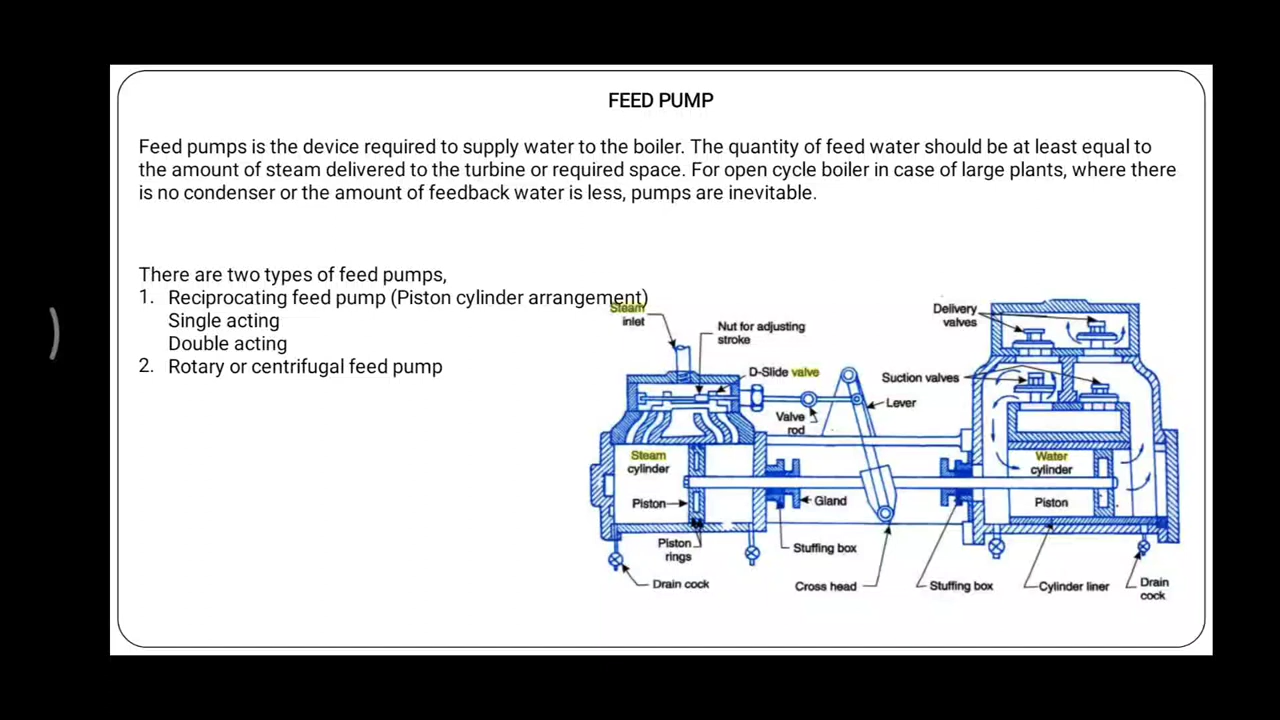 FEED PUMP
Feed pumps is the device required to supply water to the boiler. The quantity of feed water should be at least equal to
the amount of steam delivered to the turbine or required space. For open cycle boiler in case of large plants, where there
is no condenser or the amount of feedback water is less, pumps are inevitable.
There are two types of feed pumps,
1. Reciprocating feed pump (Piston cylinder arrangement)
Single acting
Double acting
2. Rotary or centrifugal feed pump
Steam
inlet
Nut for adjusting
stroke
D-Slide valve
Valve
rod
Lever
Delivery
valves
Suction valves
Steam
cylinder
Piston
Gland
Water
cylinder
Piston
Piston
rings
Stuffing box
Drain cock
Cross head
Stuffing box
Cylinder liner
Drain
cock